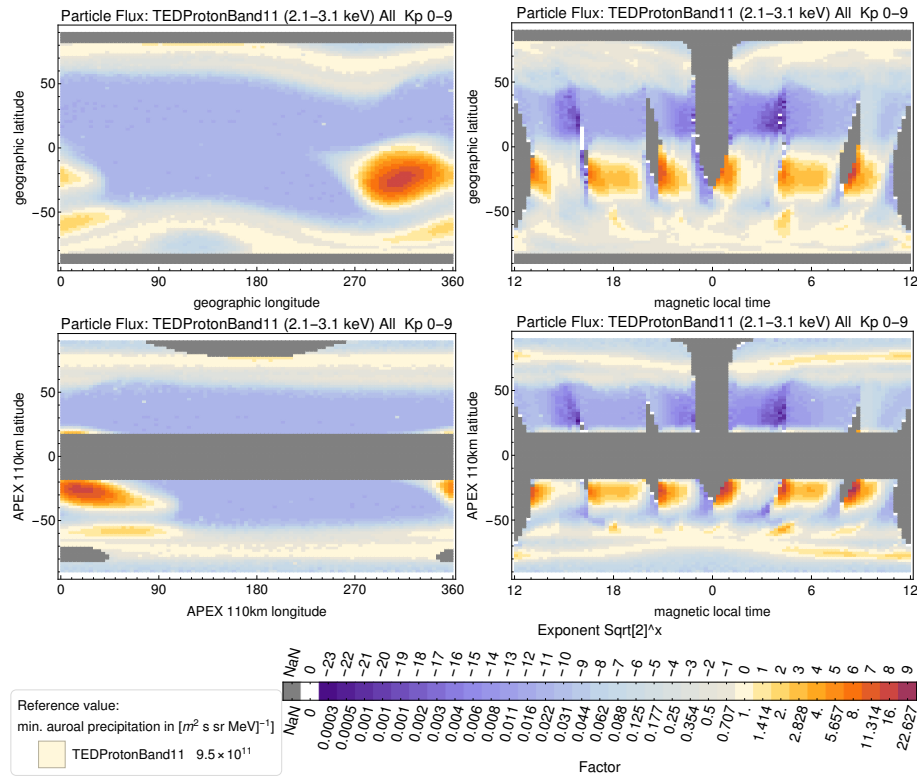 Particle Flux: TEDProtonBand11 (2.1−3.1 keV) All Kp 0−9
geographic latitude
50
0
−50
0 90 180 270 360
geographic longitude
Particle Flux: TEDProtonBand11 (2.1−3.1 keV) All Kp 0−9
geographic latitude
50
0
−50
12 18 0 6 12
magnetic local time
Particle Flux: TEDProtonBand11 (2.1−3.1 keV) All Kp 0−9
APEX 110km latitude
50
0
−50
0 90 180 270 360
APEX 110km longitude
Particle Flux: TEDProtonBand11 (2.1−3.1 keV) All Kp 0−9
APEX 110km latitude
50
0
−50
12 18 0 6 12
magnetic local time
Exponent Sqrt[2]^x
NaN 0 −23 −22 −21 −20 −19 −18 −17 −16 −15 −14 −13 −12 −11 −10 −9 −8 −7 −6 −5 −4 −3 −2 −1 0 1 2 3 4 5 6 7 8 9
NaN 0 0.0003 0.0005 0.001 0.001 0.001 0.002 0.003 0.004 0.006 0.008 0.011 0.016 0.022 0.031 0.044 0.062 0.088 0.125 0.177 0.25 0.354 0.5 0.707 1. 1.414 2. 2.828 4. 5.657 8. 11.314 16. 22.627
Factor
Reference value:
min. auroal precipitation in [m² s sr MeV]⁻¹]
TEDProtonBand11 9.5×10¹¹